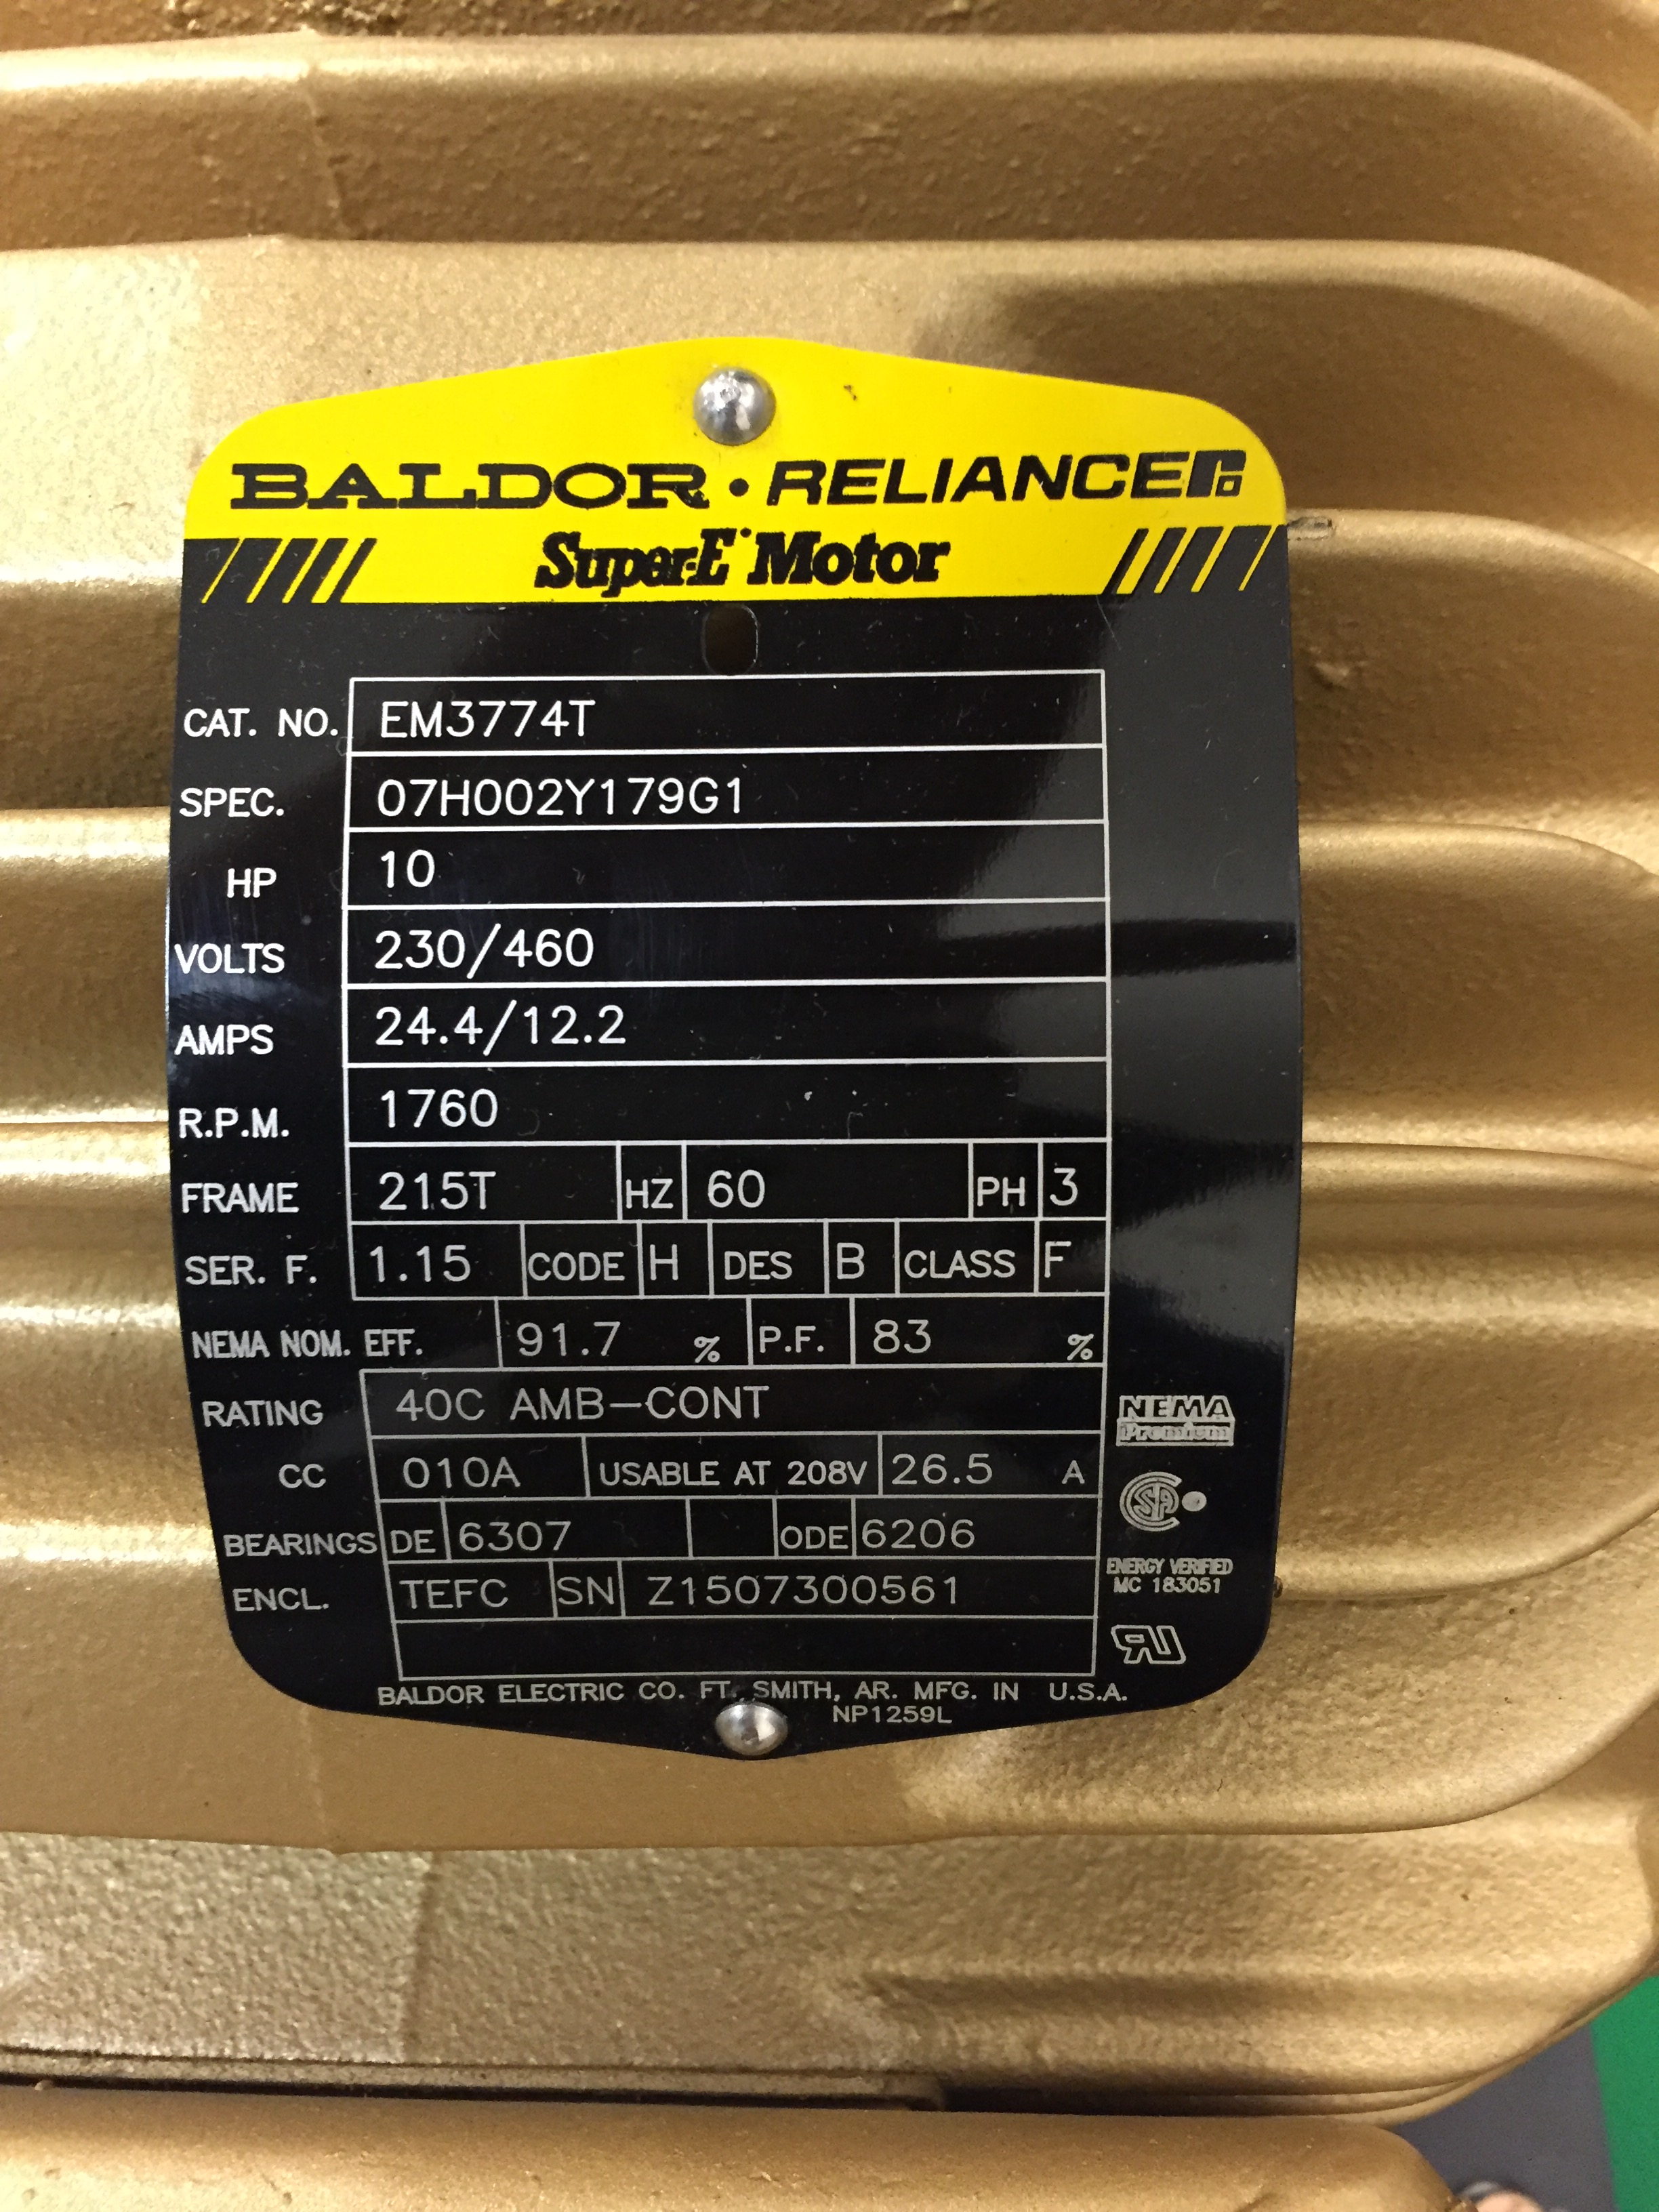 BALDOR • RELIANCE
Super-E Motor
CAT. NO. EM3774T
SPEC. 07H002Y179G1
HP 10
VOLTS 230/460
AMPS 24.4/12.2
R.P.M. 1760
FRAME 215T HZ 60 PH 3
SER. F. 1.15 CODE H DES B CLASS F
NEMA NOM. EFF. 91.7 % P.F. 83 %
RATING 40C AMB-CONT
NEMA
Premium
CC 010A USABLE AT 208V 26.5 A
SA
BEARINGS DE 6307 ODE 6206
ENERGY VERIFIED
MC 183051
ENCL. TEFC SN Z1507300561
BALDOR ELECTRIC CO. FT. SMITH, AR. MFG. IN U.S.A.
NP1259L